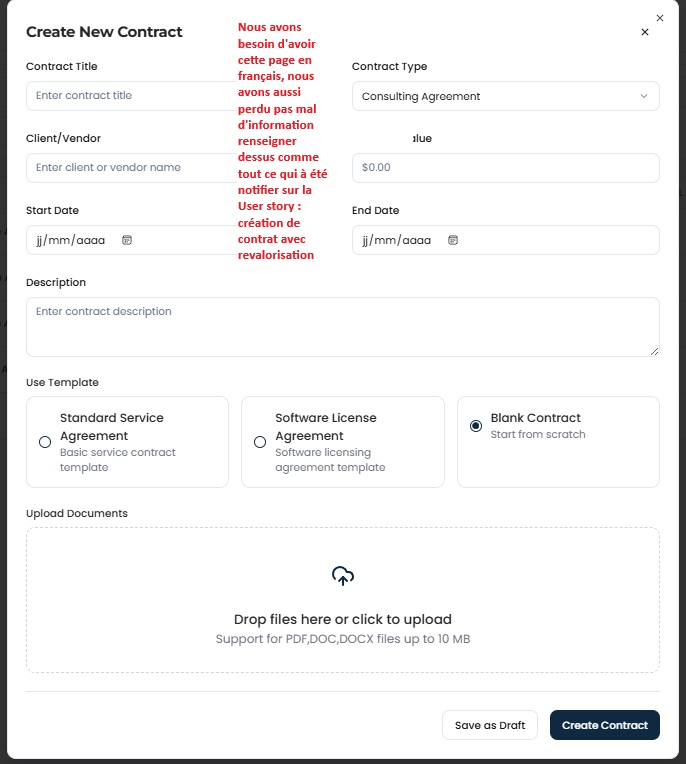 Create New Contract
Nous avons
besoin d'avoir
cette page en
français, nous
avons aussi
perdu pas mal
d'information
renseigner
dessus comme
tout ce qui à été
notifier sur la
User story :
création de
contrat avec
revalorisation
Contract Title
Enter contract title
Contract Type
Consulting Agreement
Client/Vendor
Enter client or vendor name
alue
$0.00
Start Date
jj/mm/aaaa
End Date
jj/mm/aaaa
Description
Enter contract description
Use Template
Standard Service
Agreement
Basic service contract
template
Software License
Agreement
Software licensing
agreement template
Blank Contract
Start from scratch
Upload Documents
Drop files here or click to upload
Support for PDF,DOC,DOCX files up to 10 MB
Save as Draft
Create Contract